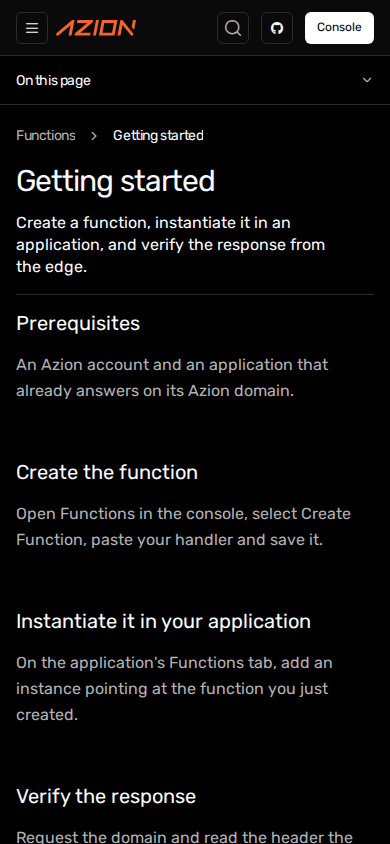 AZION
Console
On this page
Functions > Getting started
Getting started
Create a function, instantiate it in an
application, and verify the response from
the edge.
Prerequisites
An Azion account and an application that
already answers on its Azion domain.
Create the function
Open Functions in the console, select Create
Function, paste your handler and save it.
Instantiate it in your application
On the application's Functions tab, add an
instance pointing at the function you just
created.
Verify the response
Request the domain and read the header the